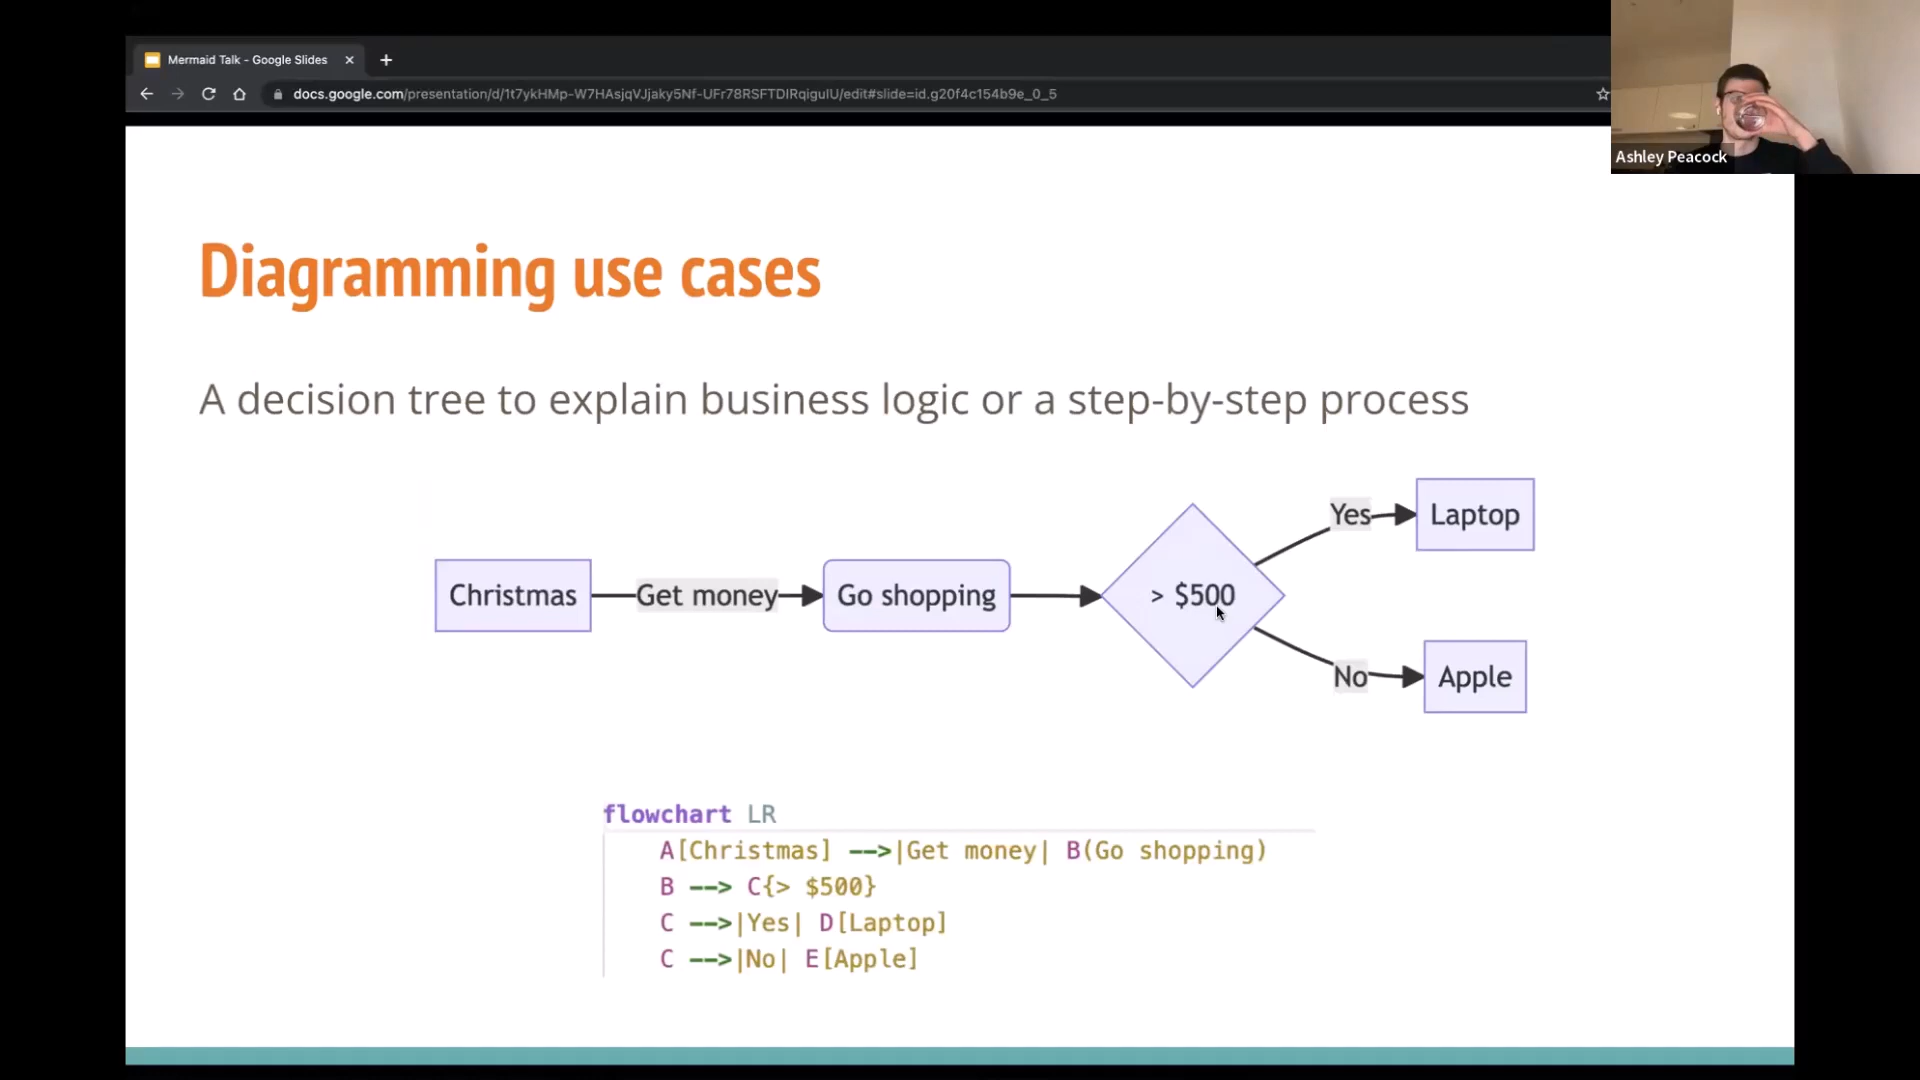 Mermaid Talk - Google Slides
docs.google.com/presentation/d/1t7ykHMp-W7HAsjqVJjaky5Nf-UFr78RSFTDIRqiguIU/edit#slide=id.g20f4c154b9e_0_5
Ashley Peacock
Diagramming use cases
A decision tree to explain business logic or a step-by-step process
Christmas
Get money
Go shopping
> $500
Yes
Laptop
No
Apple
flowchart LR
A[Christmas] -->|Get money| B(Go shopping)
B --> C{> $500}
C -->|Yes| D[Laptop]
C -->|No| E[Apple]